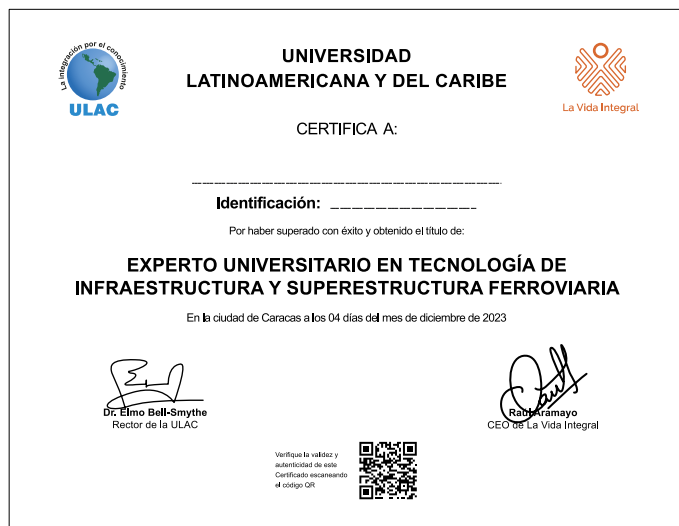 La integración por el conocimiento
ULAC
UNIVERSIDAD
LATINOAMERICANA Y DEL CARIBE
La Vida Integral
CERTIFICA A:
Identificación:
Por haber superado con éxito y obtenido el título de:
EXPERTO UNIVERSITARIO EN TECNOLOGÍA DE
INFRAESTRUCTURA Y SUPERESTRUCTURA FERROVIARIA
En la ciudad de Caracas a los 04 días del mes de diciembre de 2023
Dr. Elmo Bell-Smythe
Rector de la ULAC
Raúl Aramayo
CEO de La Vida Integral
Verifique la validez y
autenticidad de este
Certificado escaneando
el código QR